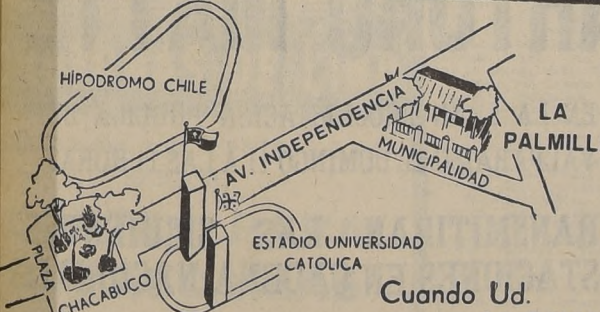 HIPODROMO CHILE
AV. INDEPENDENCIA
LA
PALMILL
MUNICIPALIDAD
ESTADIO UNIVERSIDAD
CATOLICA
PLAZA
CHACABUCO
Cuando Ud.